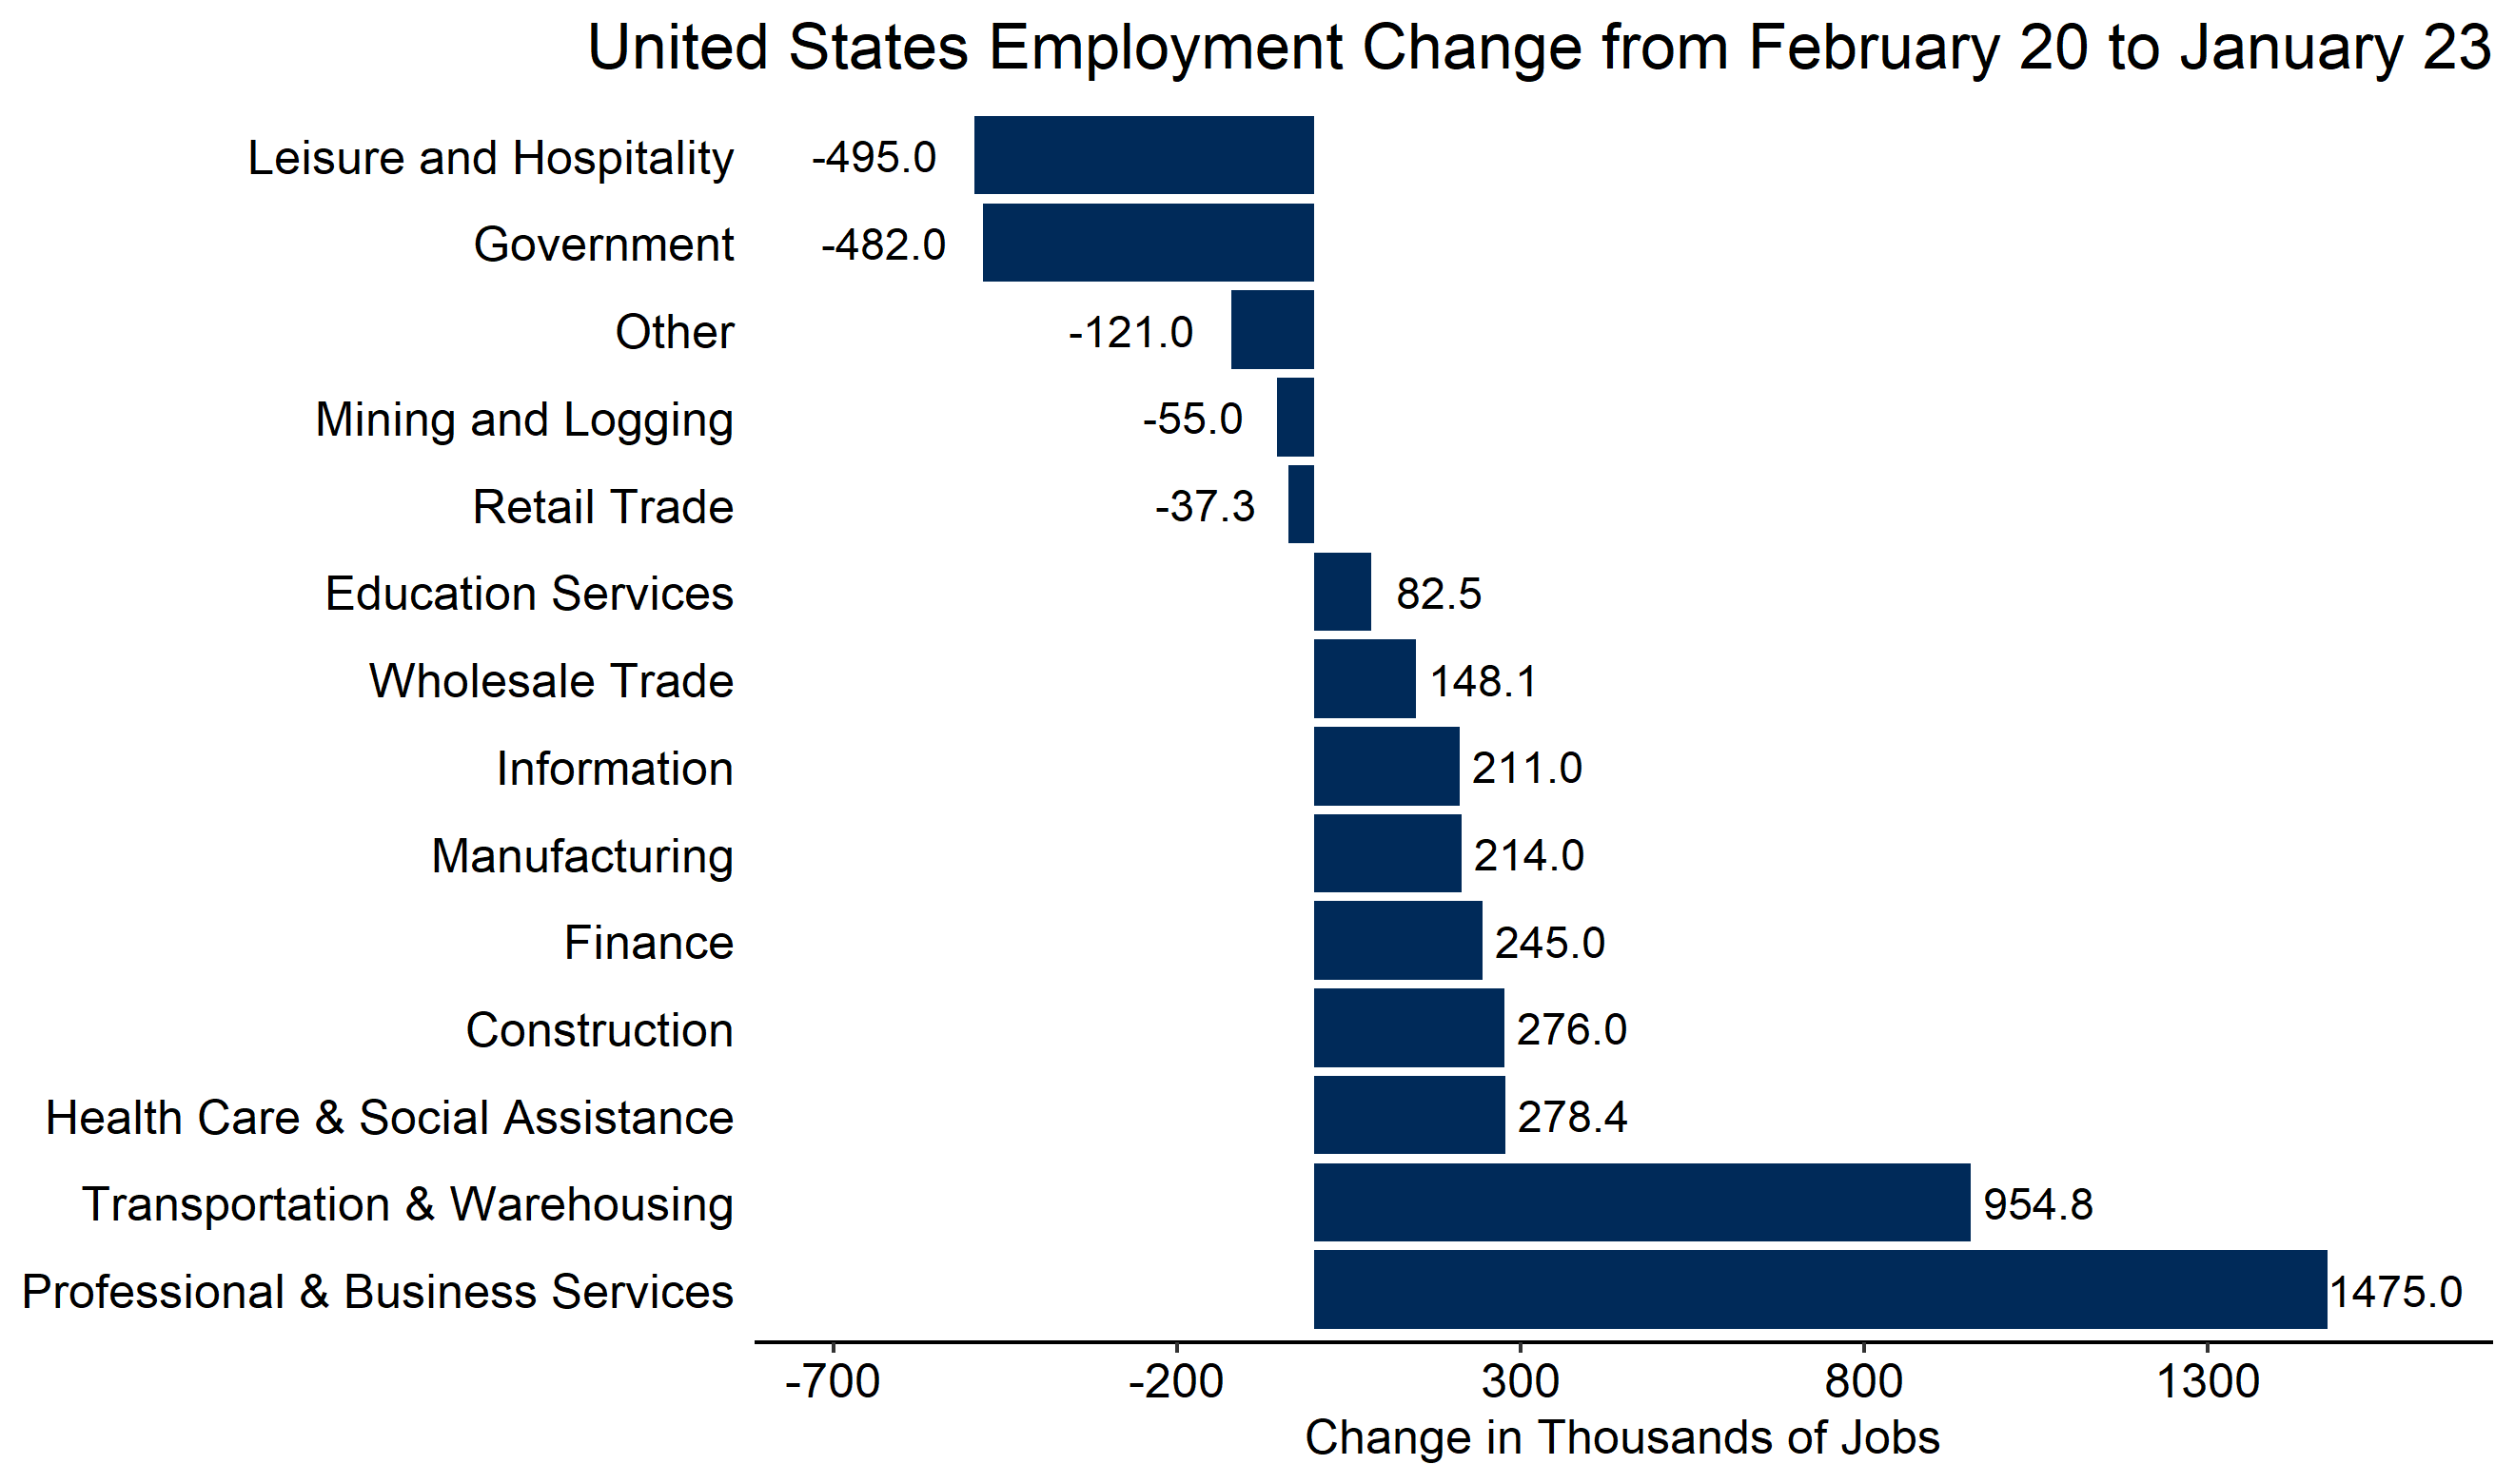 United States Employment Change from February 20 to January 23
Leisure and Hospitality -495.0
Government -482.0
Other -121.0
Mining and Logging -55.0
Retail Trade -37.3
Education Services 82.5
Wholesale Trade 148.1
Information 211.0
Manufacturing 214.0
Finance 245.0
Construction 276.0
Health Care & Social Assistance 278.4
Transportation & Warehousing 954.8
Professional & Business Services 1475.0
-700 -200 300 800 1300
Change in Thousands of Jobs